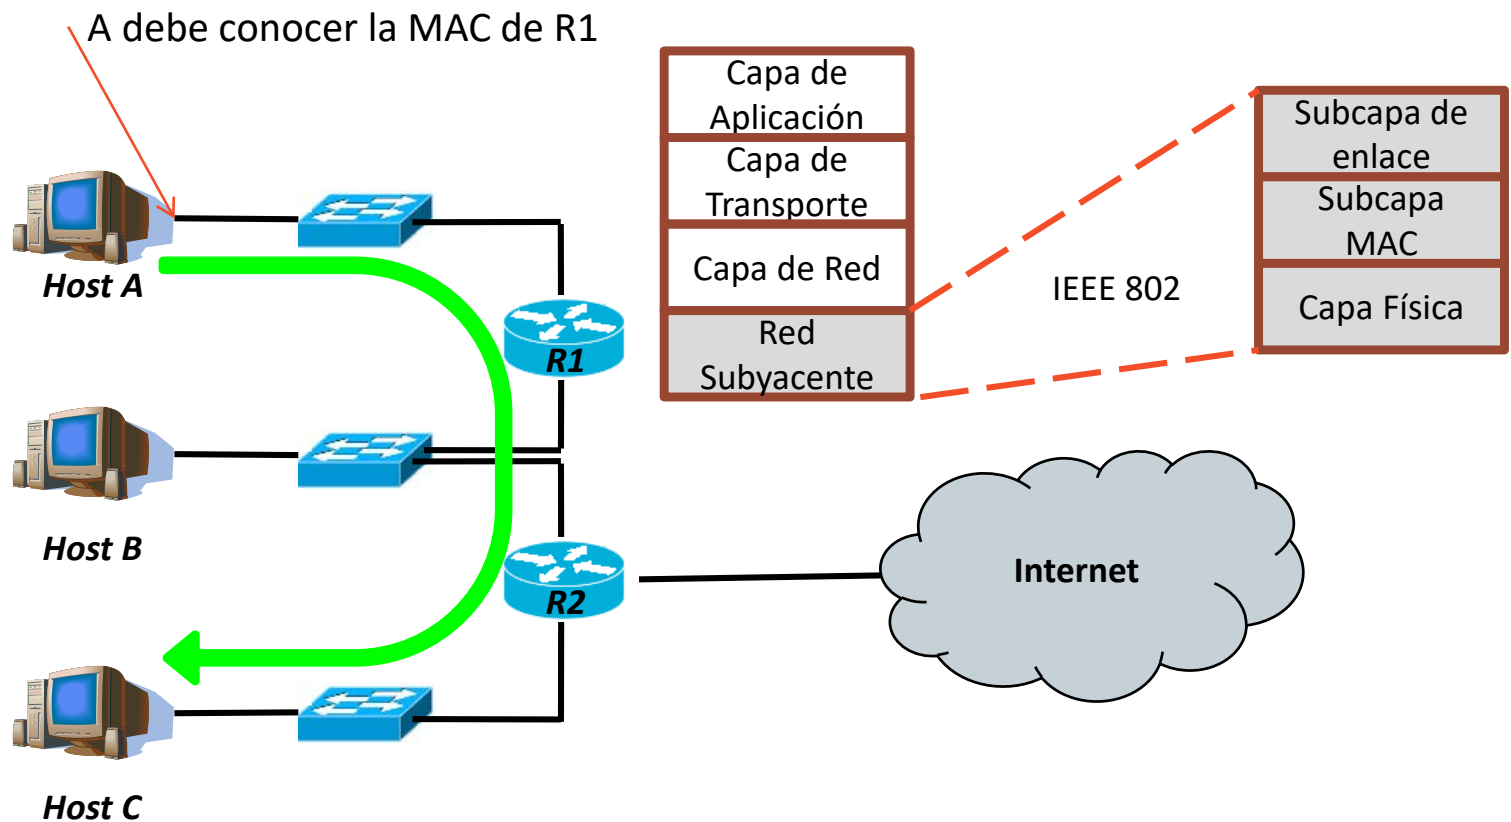 A debe conocer la MAC de R1
Capa de
Aplicación
Capa de
Transporte
Capa de Red
Red
Subyacente
IEEE 802
Subcapa de
enlace
Subcapa
MAC
Capa Física
Host A
R1
Host B
R2
Internet
Host C